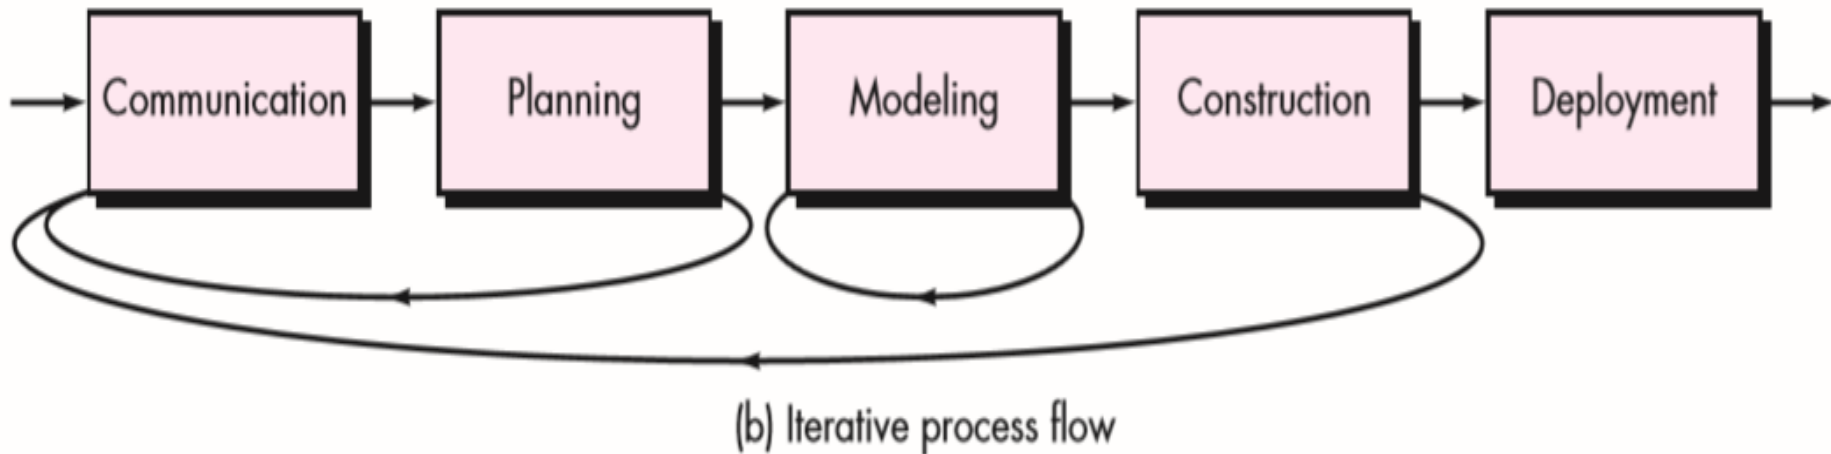 Communication
Planning
Modeling
Construction
Deployment
(b) Iterative process flow